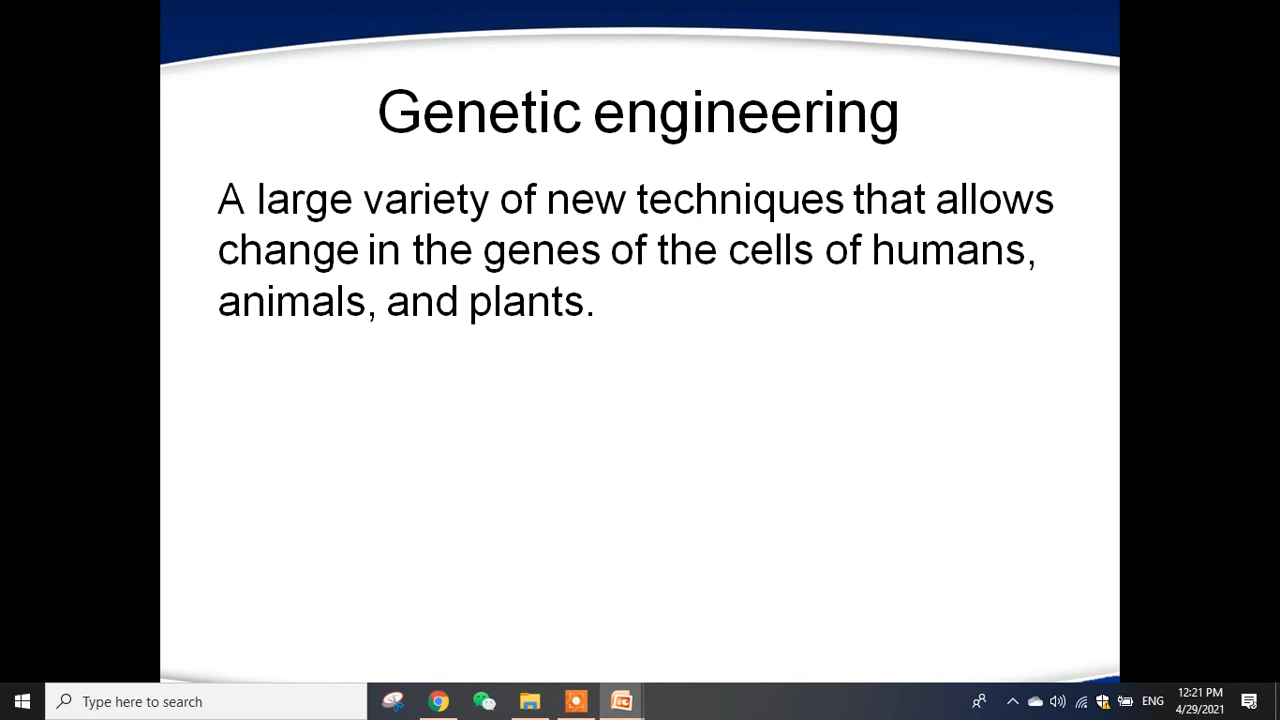 Genetic engineering
A large variety of new techniques that allows
change in the genes of the cells of humans,
animals, and plants.
Type here to search
ENG
12:21 PM
4/29/2021